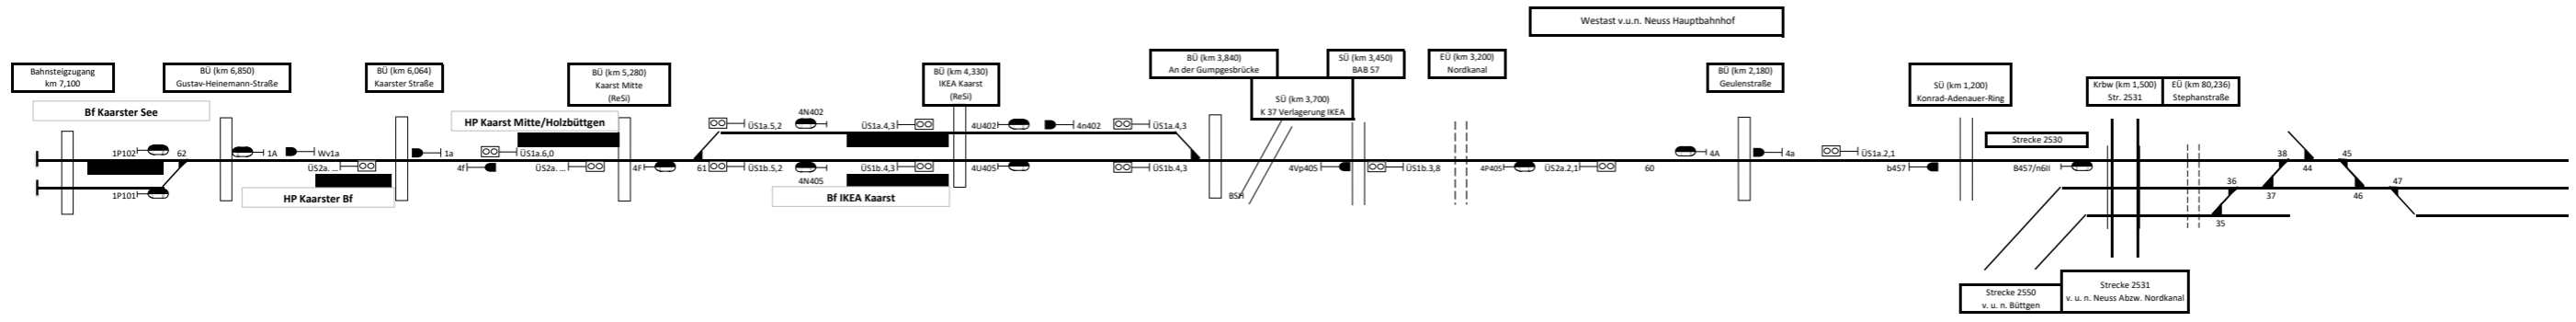 Westast v.u.n. Neuss Hauptbahnhof
Bahnsteigzugang
km 7,100
BÜ (km 6,850)
Gustav-Heinemann-Straße
BÜ (km 6,064)
Kaarster Straße
BÜ (km 5,280)
Kaarst Mitte
(ReSi)
BÜ (km 4,330)
IKEA Kaarst
(ReSi)
BÜ (km 3,840)
An der Gumpgesbrücke
SÜ (km 3,700)
K 37 Verlagerung IKEA
SÜ (km 3,450)
BAB 57
EÜ (km 3,200)
Nordkanal
BÜ (km 2,180)
Geulenstraße
SÜ (km 1,200)
Konrad-Adenauer-Ring
Krbw (km 1,500)
Str. 2531
EÜ (km 80,236)
Stephanstraße
Bf Kaarster See
HP Kaarst Mitte/Holzbüttgen
Strecke 2530
1P102
62
1A
Wv1a
1a
ÜS1a.6,0
ÜS1a.5,2
4N402
ÜS1a.4,3
4U402
4n402
ÜS1a.4,3
4A
4a
ÜS1a.2,1
38
44
45
1P101
ÜS2a. ...
4f
ÜS2a. ...
4F
61
ÜS1b.5,2
4N405
ÜS1b.4,3
4U405
ÜS1b.4,3
BSH
4Vp405
ÜS1b.3,8
4P405
ÜS2a.2,1
60
b457
B457/n6II
36
37
46
47
35
HP Kaarster Bf
Bf IKEA Kaarst
Strecke 2550
v. u. n. Büttgen
Strecke 2531
v. u. n. Neuss Abzw. Nordkanal